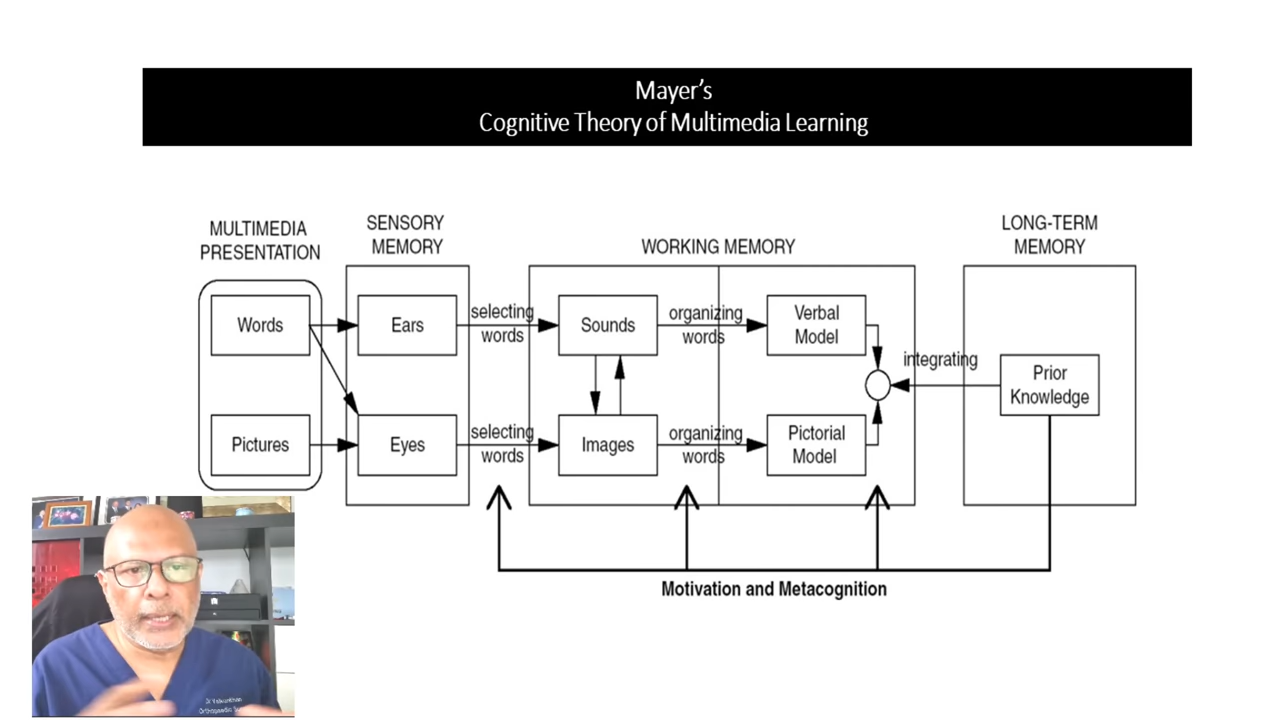 Mayer's
Cognitive Theory of Multimedia Learning
MULTIMEDIA
PRESENTATION
SENSORY
MEMORY
WORKING MEMORY
LONG-TERM
MEMORY
Words
Ears
selecting
words
Sounds
organizing
words
Verbal
Model
integrating
Prior
Knowledge
Pictures
Eyes
selecting
words
Images
organizing
words
Pictorial
Model
Motivation and Metacognition
Orthopaedic